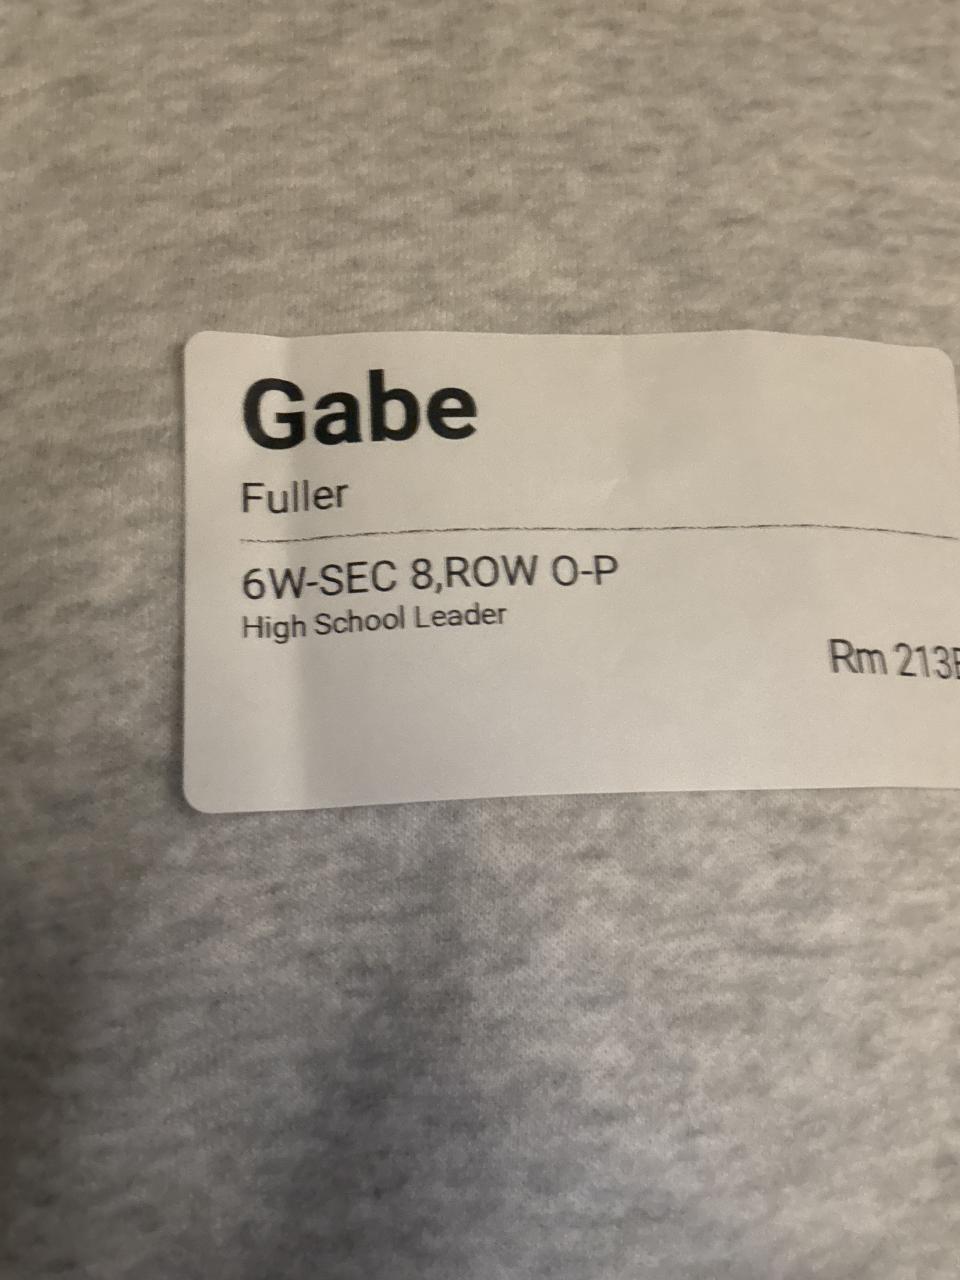 Gabe
Fuller
6W-SEC 8,ROW O-P
High School Leader
Rm 213